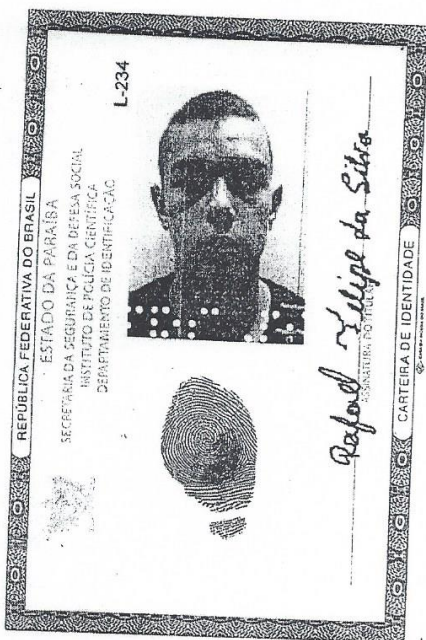 REPÚBLICA FEDERATIVA DO BRASIL
ESTADO DA PARAÍBA
SECRETARIA DA SEGURANÇA E DA DEFESA SOCIAL
INSTITUTO DE POLÍCIA CIENTÍFICA
DEPARTAMENTO DE IDENTIFICAÇÃO
L-234
Rafael Felipe da Silva
ASSINATURA DO TITULAR
CARTEIRA DE IDENTIDADE